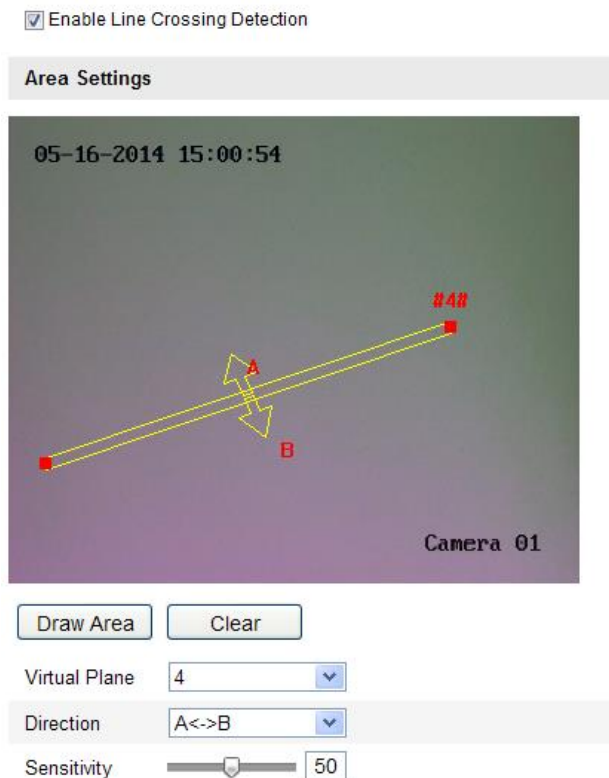 Enable Line Crossing Detection
Area Settings
05-16-2014 15:00:54
#4#
A
B
Camera 01
Draw Area Clear
Virtual Plane 4
Direction A<->B
Sensitivity 50